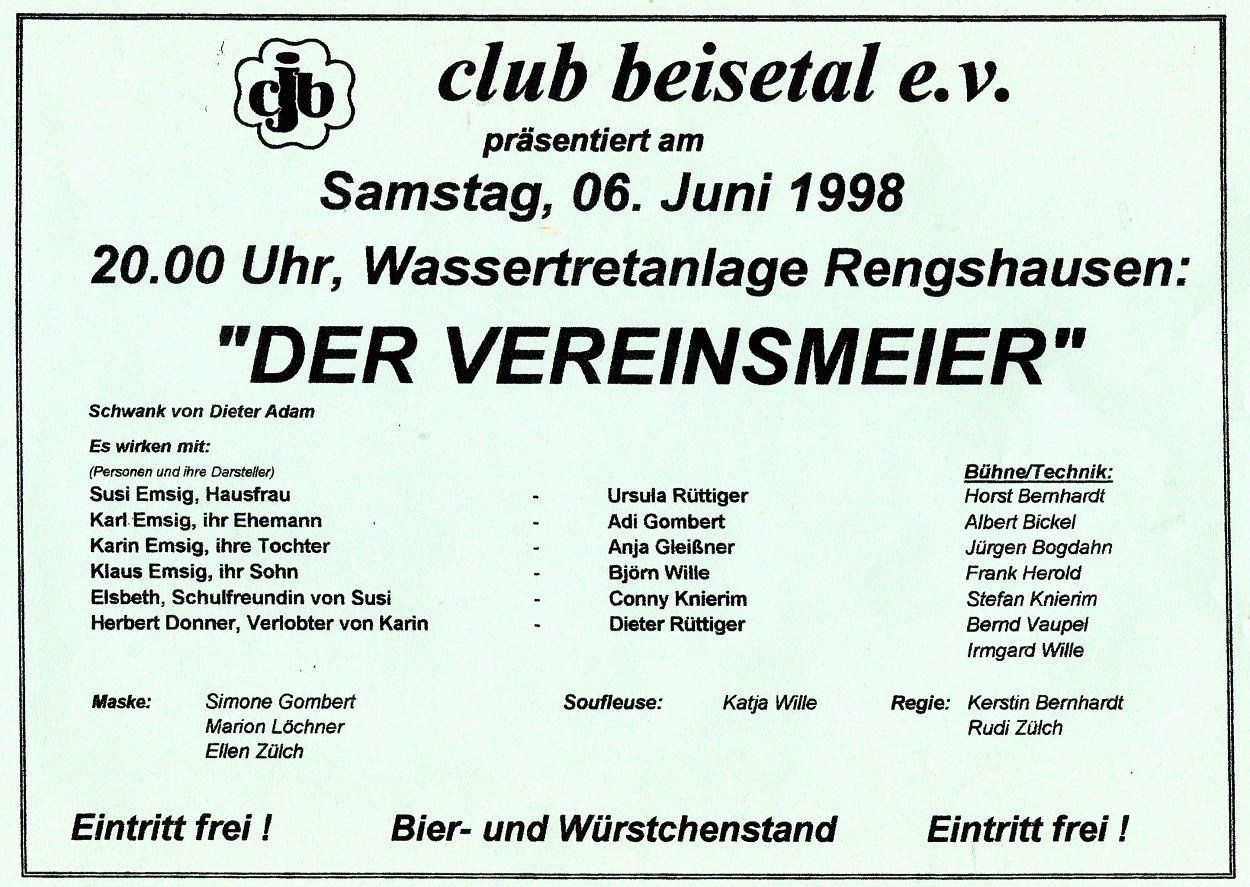 cjb
club beisetal e.v.
präsentiert am
Samstag, 06. Juni 1998
20.00 Uhr, Wassertretanlage Rengshausen:
"DER VEREINSMEIER"
Schwank von Dieter Adam
Es wirken mit:
(Personen und ihre Darsteller)
Susi Emsig, Hausfrau - Ursula Rüttiger
Karl Emsig, ihr Ehemann - Adi Gombert
Karin Emsig, ihre Tochter - Anja Gleißner
Klaus Emsig, ihr Sohn - Björn Wille
Elsbeth, Schulfreundin von Susi - Conny Knierim
Herbert Donner, Verlobter von Karin - Dieter Rüttiger
Bühne/Technik:
Horst Bernhardt
Albert Bickel
Jürgen Bogdahn
Frank Herold
Stefan Knierim
Bernd Vaupel
Irmgard Wille
Maske: Simone Gombert
Marion Löchner
Ellen Zülch
Soufleuse: Katja Wille
Regie: Kerstin Bernhardt
Rudi Zülch
Eintritt frei ! Bier- und Würstchenstand Eintritt frei !